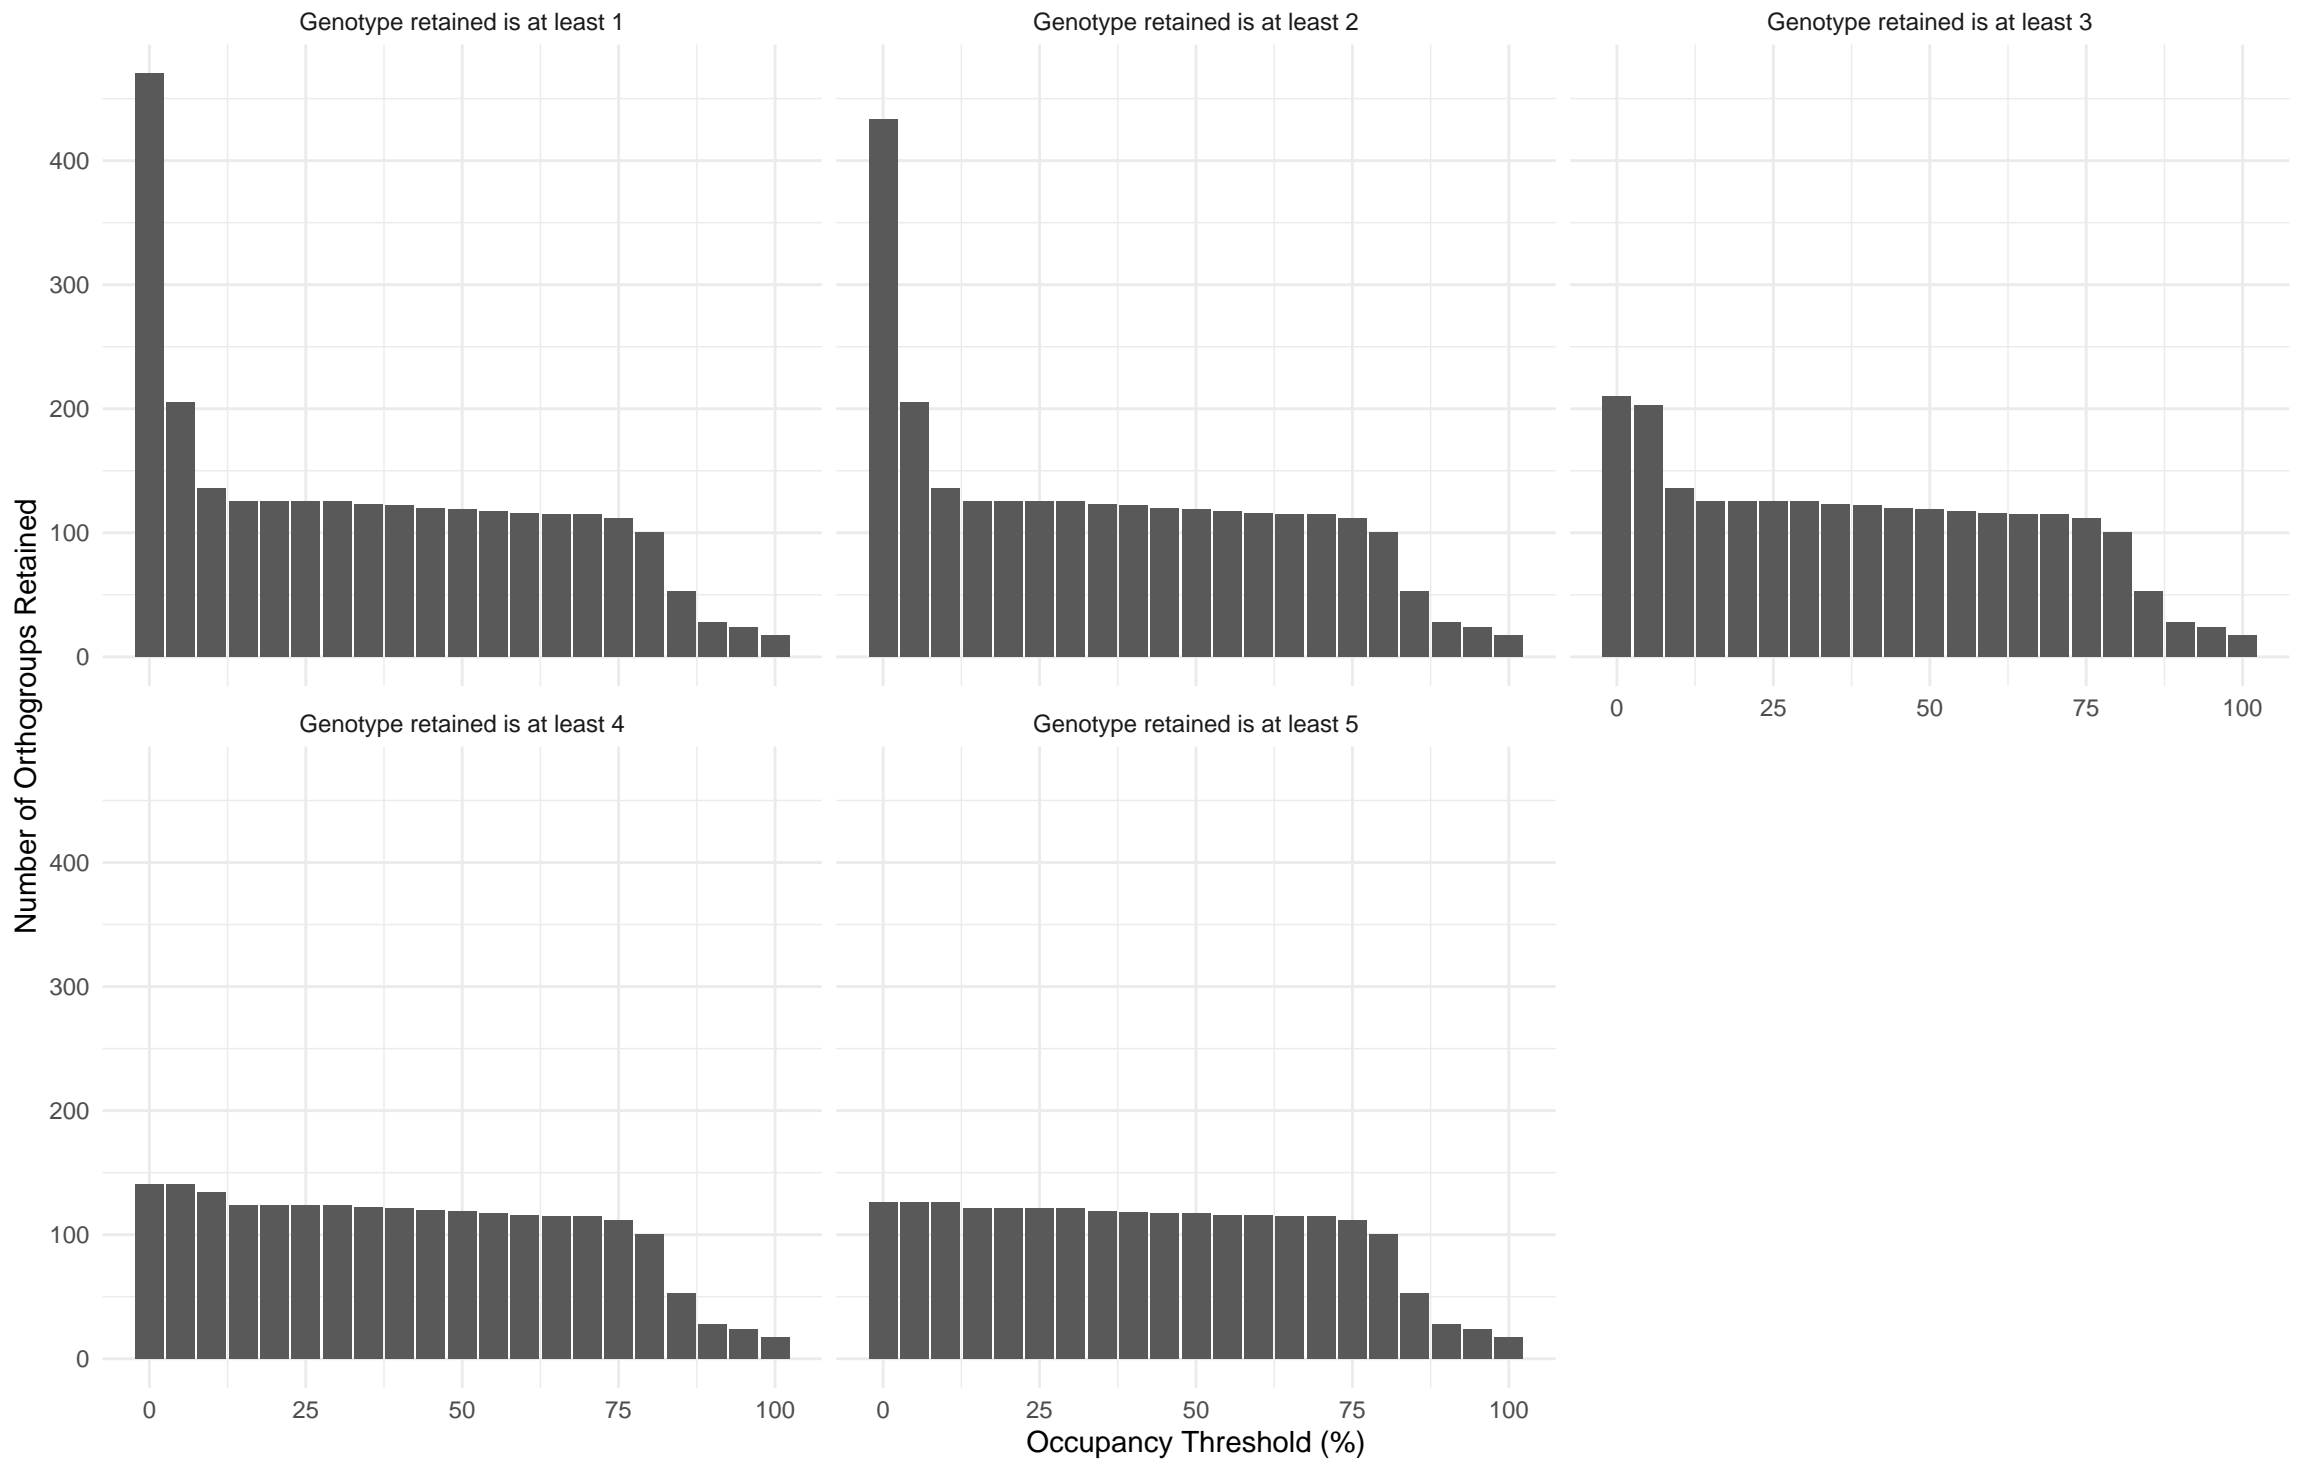 Genotype retained is at least 1
Genotype retained is at least 2
Genotype retained is at least 3
400
300
200
100
0
0 25 50 75 100
Genotype retained is at least 4
Genotype retained is at least 5
400
300
200
100
0
0 25 50 75 100
0 25 50 75 100
Number of Orthogroups Retained
Occupancy Threshold (%)